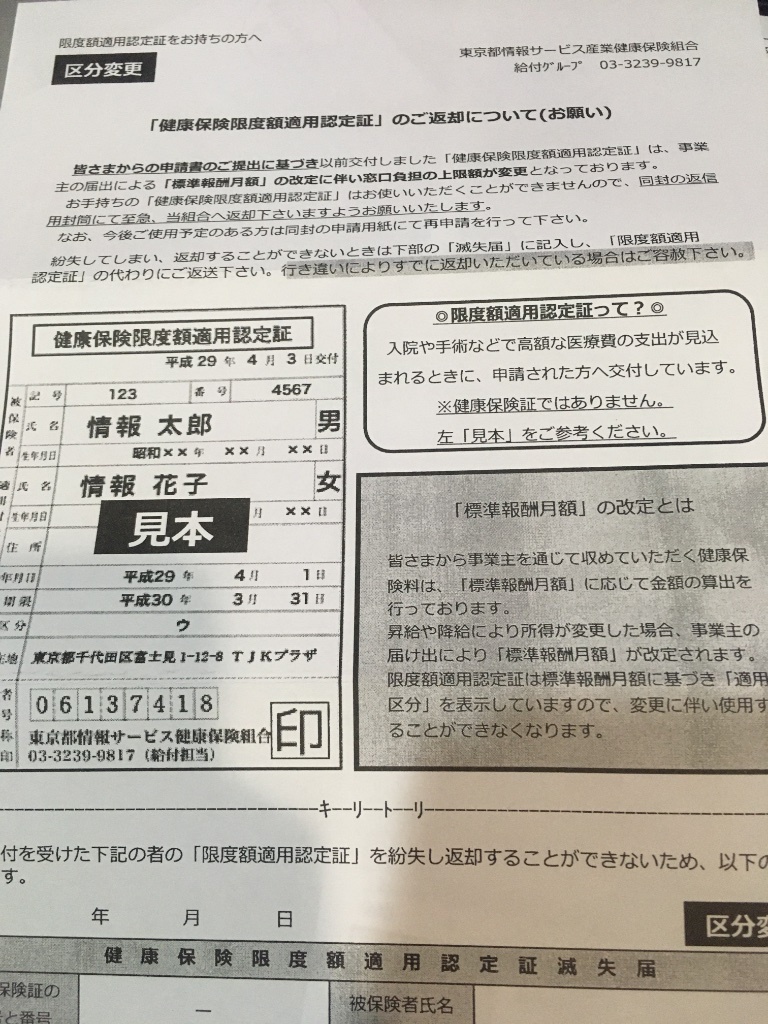 限度額適用認定証をお持ちの方へ
区分変更
東京都情報サービス産業健康保険組合
給付ｸﾞﾙｰﾌﾟ 03-3239-9817
「健康保険限度額適用認定証」のご返却について(お願い)
皆さまからの申請書のご提出に基づき以前交付しました「健康保険限度額適用認定証」は、事業
主の届出による「標準報酬月額」の改定に伴い窓口負担の上限額が変更となっております。
お手持ちの「健康保険限度額適用認定証」はお使いいただくことができませんので、同封の返信
用封筒にて至急、当組合へ返却下さいますようお願いいたします。
なお、今後ご使用予定のある方は同封の申請用紙にて再申請を行って下さい。
紛失してしまい、返却することができないときは下部の「滅失届」に記入し、「限度額適用
認定証」の代わりにご返送下さい。行き違いによりすでに返却いただいている場合はご容赦下さい。
健康保険限度額適用認定証
平成29年4月3日交付
被保険者
記号 123 番号 4567
氏名 情報 太郎 男
生年月日 昭和××年 ××月 ××日
氏名 情報 花子 女
生年月日 月 ××日
見本
住所
年月日 平成29年 4月 1日
期限 平成30年 3月 31日
区分 ウ
在地 東京都千代田区富士見1-12-8 TJKプラザ
者
号 06137418
称 東京都情報サービス健康保険組合
印 03-3239-9817（給付担当）
印
◎限度額適用認定証って？◎
入院や手術などで高額な医療費の支出が見込
まれるときに、申請された方へ交付しています。
※健康保険証ではありません。
左「見本」をご参考ください。
「標準報酬月額」の改定とは
皆さまから事業主を通じて収めていただく健康保
険料は、「標準報酬月額」に応じて金額の算出を
行っております。
昇給や降給により所得が変更した場合、事業主の
届け出により「標準報酬月額」が改定されます。
限度額適用認定証は標準報酬月額に基づき「適用
区分」を表示していますので、変更に伴い使用す
ることができなくなります。
キーリートーリ
付を受けた下記の者の「限度額適用認定証」を紛失し返却することができないため、以下の
す。
年 月 日
区分変
健康保険限度額適用認定証滅失届
保険証の
号と番号
－
被保険者氏名